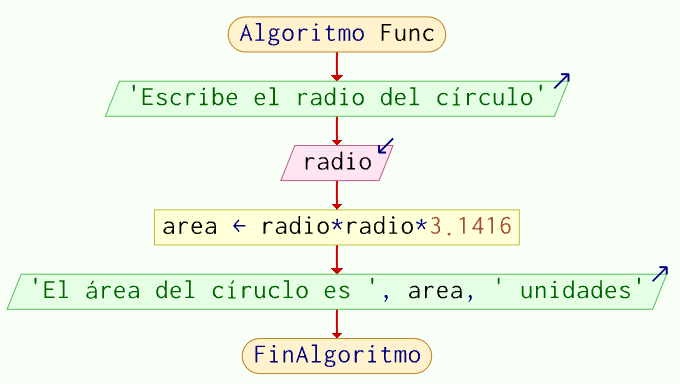 Algoritmo Func
'Escribe el radio del círculo'
radio
area ← radio*radio*3.1416
'El área del círuclo es ', area, ' unidades'
FinAlgoritmo